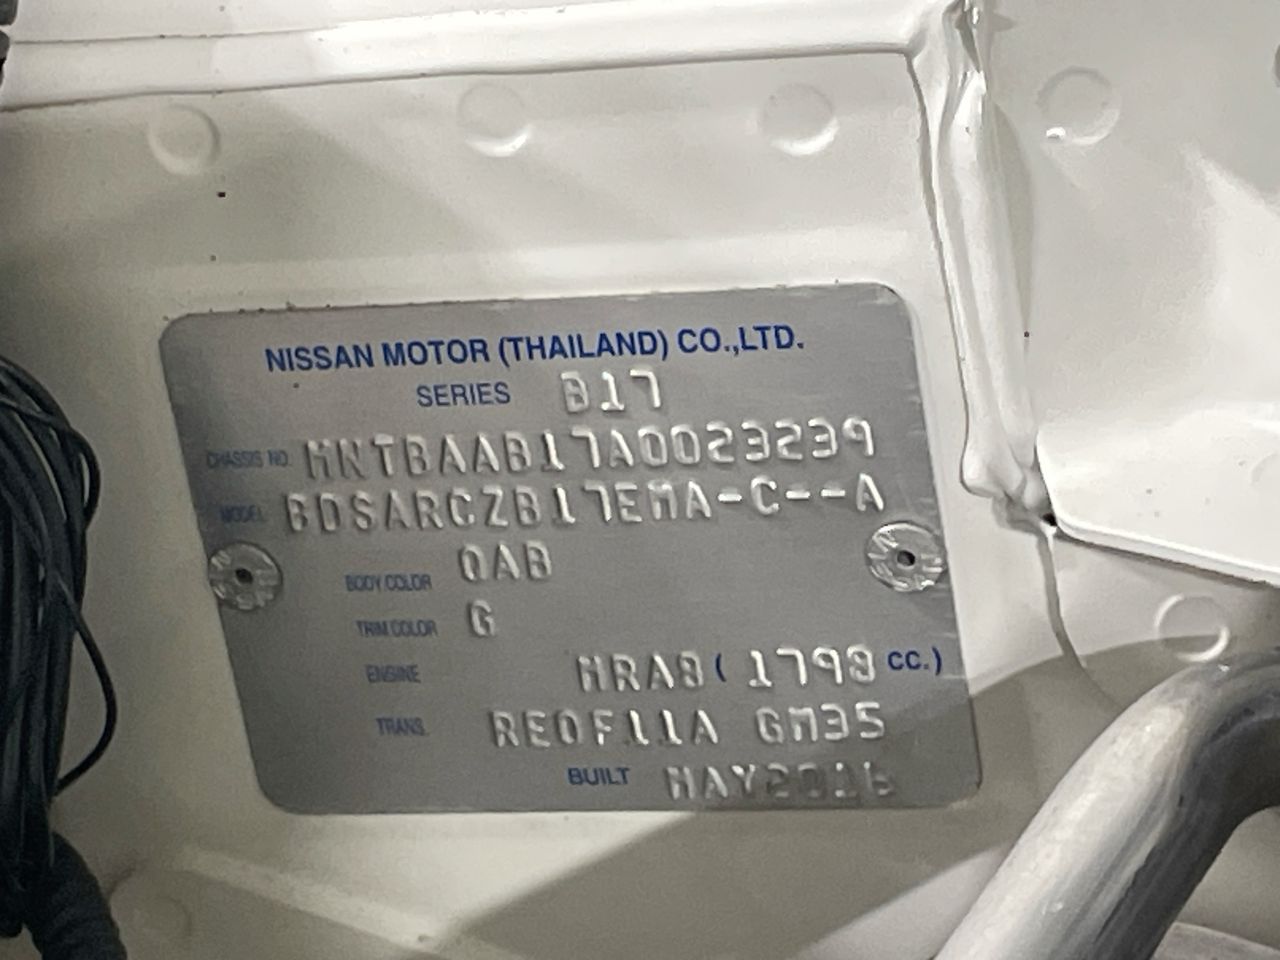 NISSAN MOTOR (THAILAND) CO.,LTD.
SERIES B17
CHASSIS NO. MNTBAAB17A0023239
MODEL BDSARCZB17EMA-C--A
BODY COLOR QAB
TRIM COLOR G
ENGINE MRA8 ( 1798 CC.)
TRANS. RE0F11A GM35
BUILT MAY2016